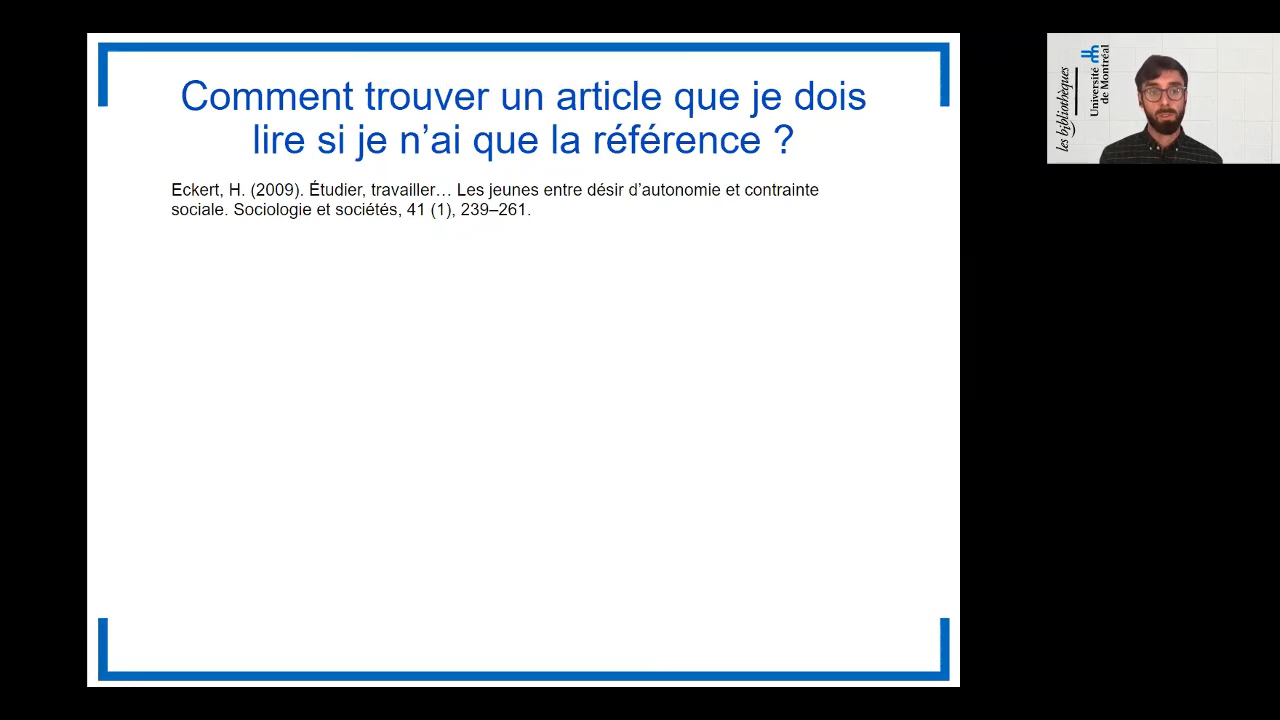 Comment trouver un article que je dois
lire si je n’ai que la référence ?
Eckert, H. (2009). Étudier, travailler… Les jeunes entre désir d’autonomie et contrainte
sociale. Sociologie et sociétés, 41 (1), 239–261.
les bibliothèques
Université
de Montréal